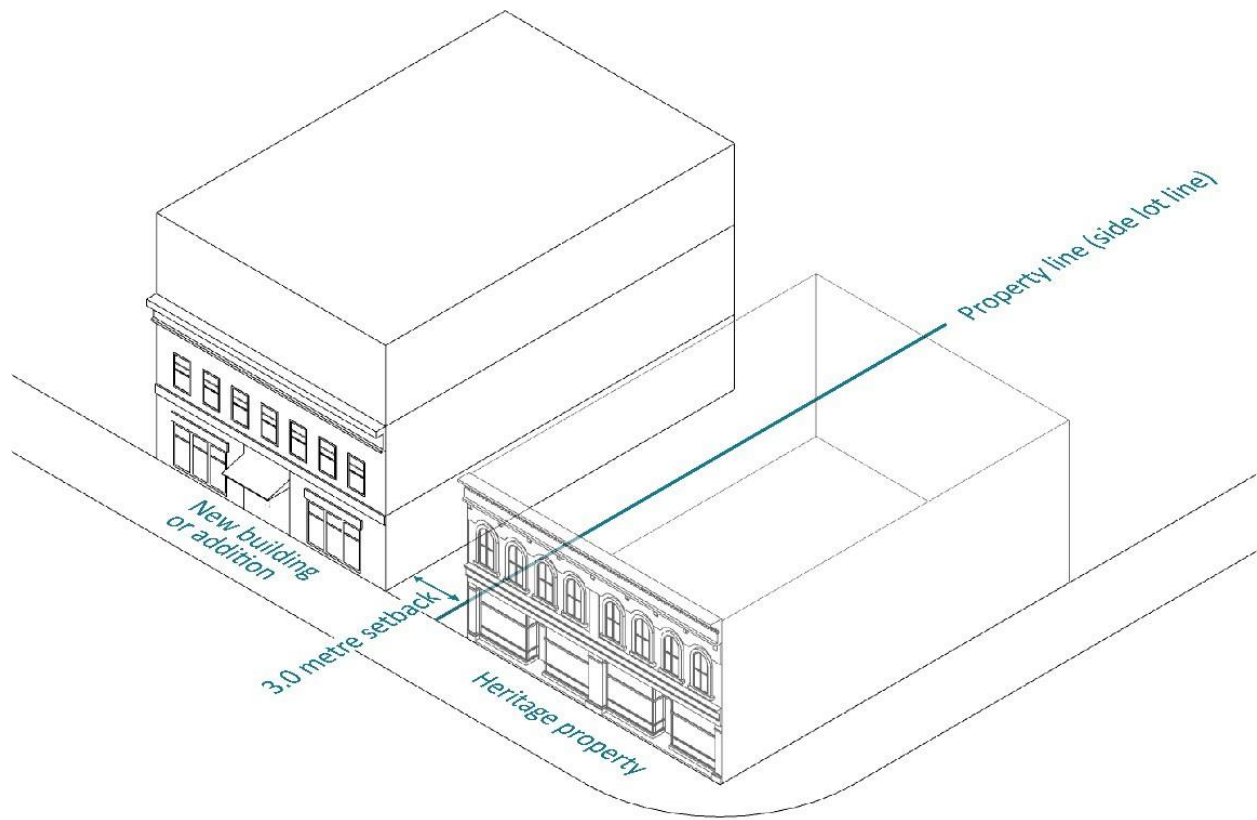 Property line (side lot line)
New building
or addition
3.0 metre setback
Heritage property